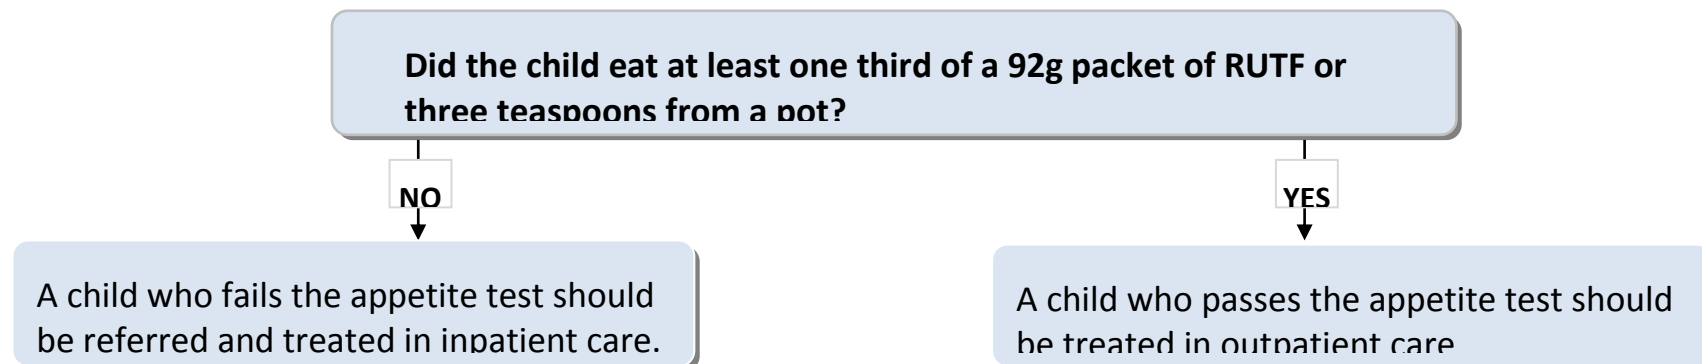 Did the child eat at least one third of a 92g packet of RUTF or
three teaspoons from a pot?
NO
YES
A child who fails the appetite test should
be referred and treated in inpatient care.
A child who passes the appetite test should
be treated in outpatient care